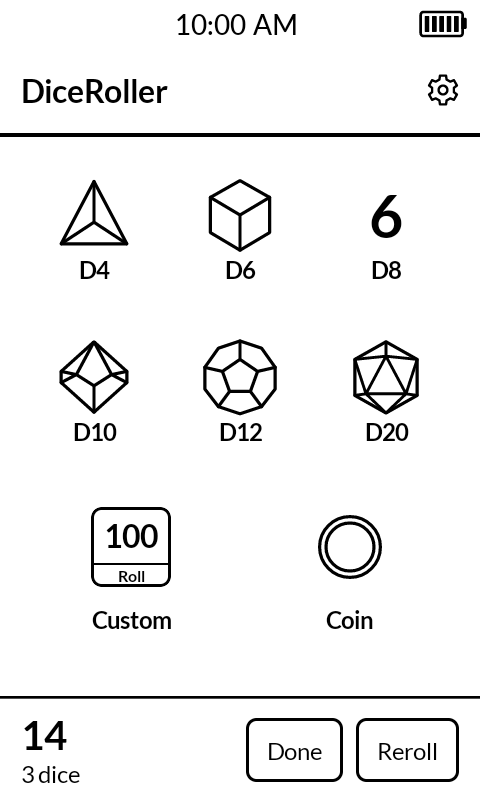 10:00 AM
DiceRoller
6
D4
D6
D8
D10
D12
D20
100
Roll
Custom
Coin
14
3 dice
Done
Reroll